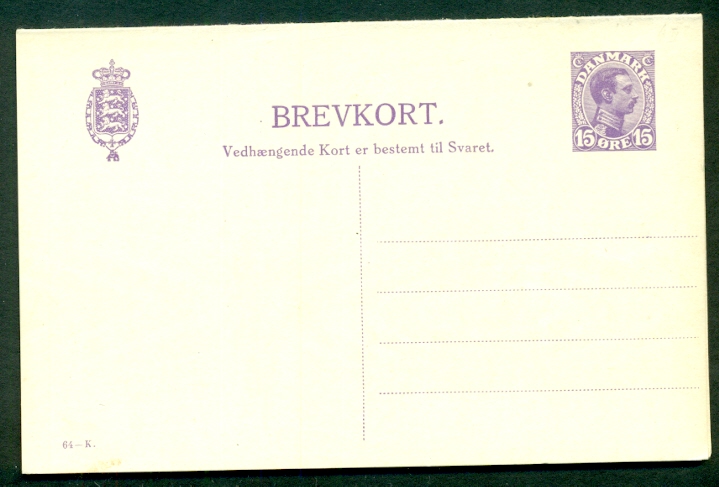 C DANMARK C
15 ØRE 15
BREVKORT.
Vedhængende Kort er bestemt til Svaret.
64—K.